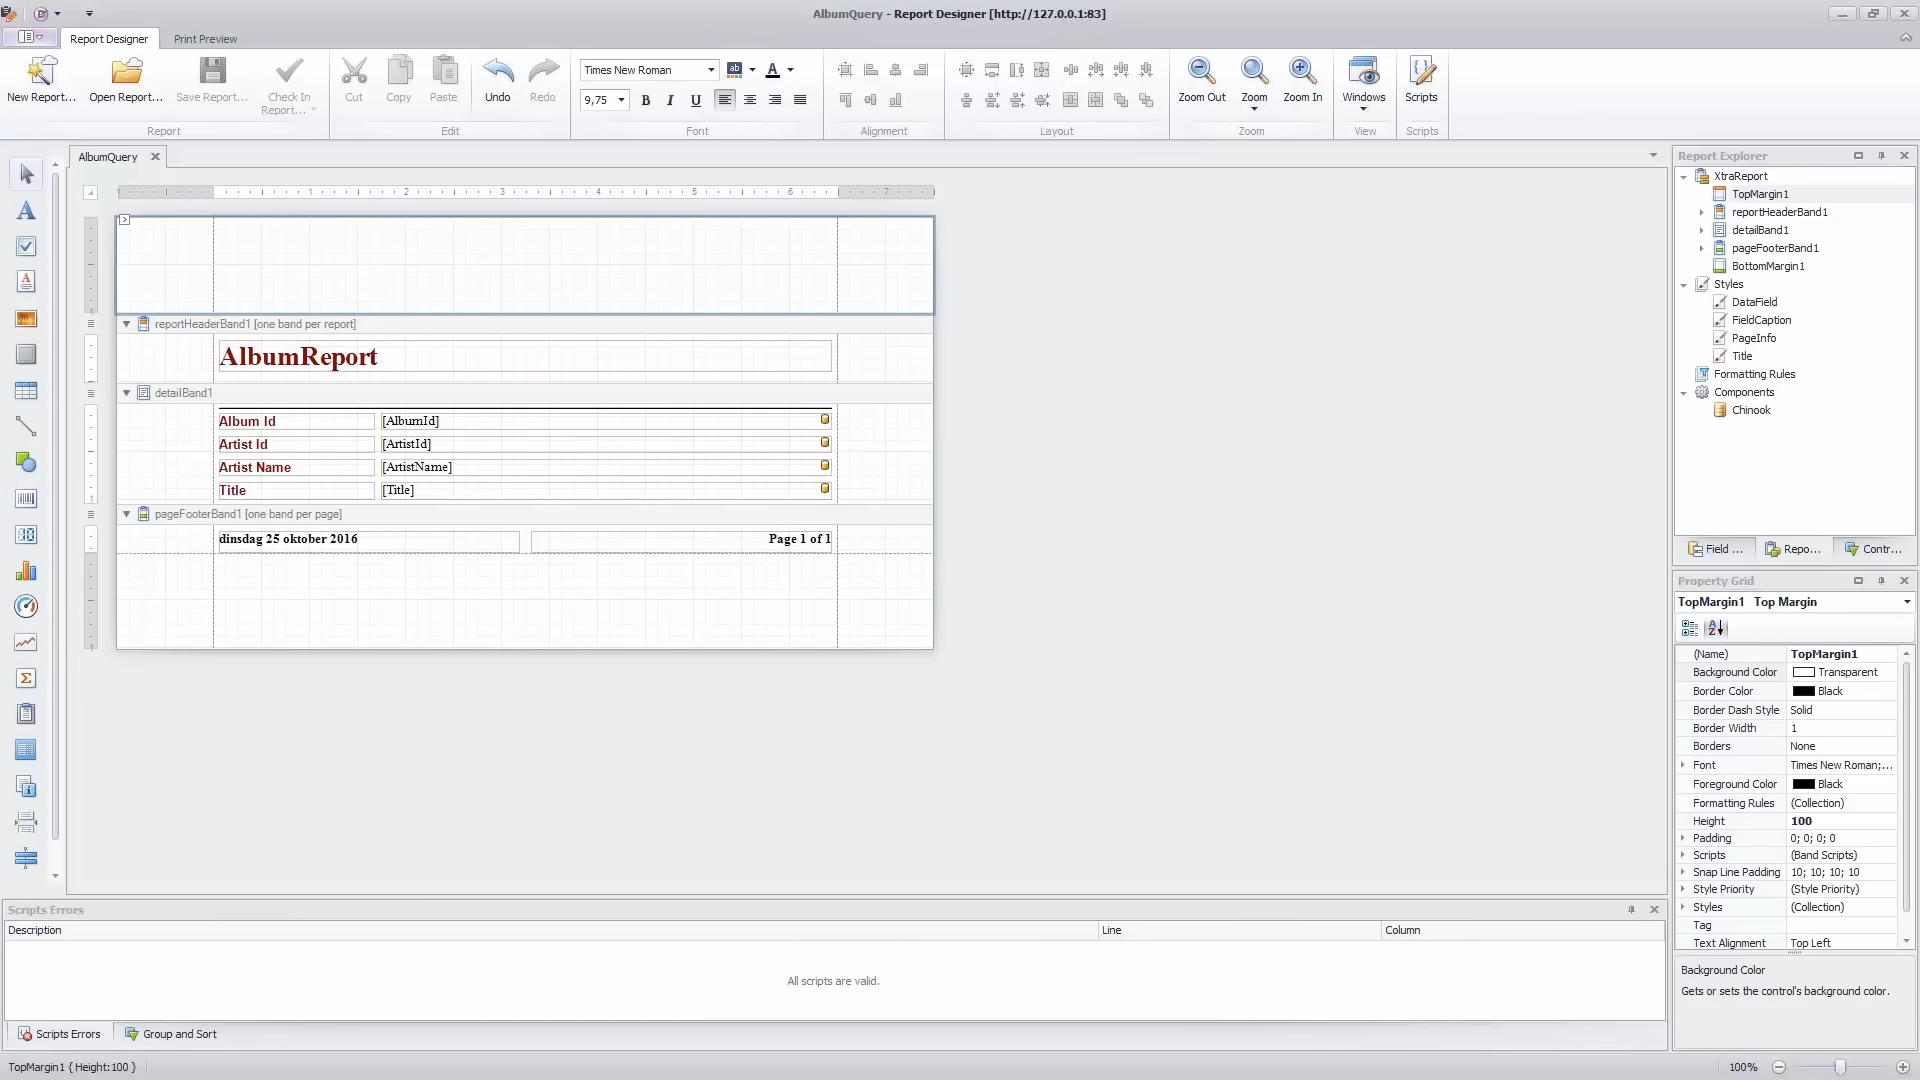 AlbumQuery - Report Designer [http://127.0.0.1:83]
Report Designer
Print Preview
New Report...
Open Report...
Save Report...
Check In
Report...
Cut
Copy
Paste
Undo
Redo
Times New Roman
9,75
B I U
Zoom Out
Zoom
Zoom In
Windows
Scripts
Report
Edit
Font
Alignment
Layout
Zoom
View
Scripts
AlbumQuery
1 2 3 4 5 6 7
reportHeaderBand1 [one band per report]
AlbumReport
detailBand1
Album Id [AlbumId]
Artist Id [ArtistId]
Artist Name [ArtistName]
Title [Title]
pageFooterBand1 [one band per page]
dinsdag 25 oktober 2016 Page 1 of 1
Report Explorer
XtraReport
TopMargin1
reportHeaderBand1
detailBand1
pageFooterBand1
BottomMargin1
Styles
DataField
FieldCaption
PageInfo
Title
Formatting Rules
Components
Chinook
Field ...
Repo...
Contr...
Property Grid
TopMargin1 Top Margin
(Name) TopMargin1
Background Color Transparent
Border Color Black
Border Dash Style Solid
Border Width 1
Borders None
Font Times New Roman;...
Foreground Color Black
Formatting Rules (Collection)
Height 100
Padding 0; 0; 0; 0
Scripts (Band Scripts)
Snap Line Padding 10; 10; 10; 10
Style Priority (Style Priority)
Styles (Collection)
Tag
Text Alignment Top Left
Background Color
Gets or sets the control's background color.
Scripts Errors
Description Line Column
All scripts are valid.
Scripts Errors
Group and Sort
TopMargin1 { Height:100 }
100%